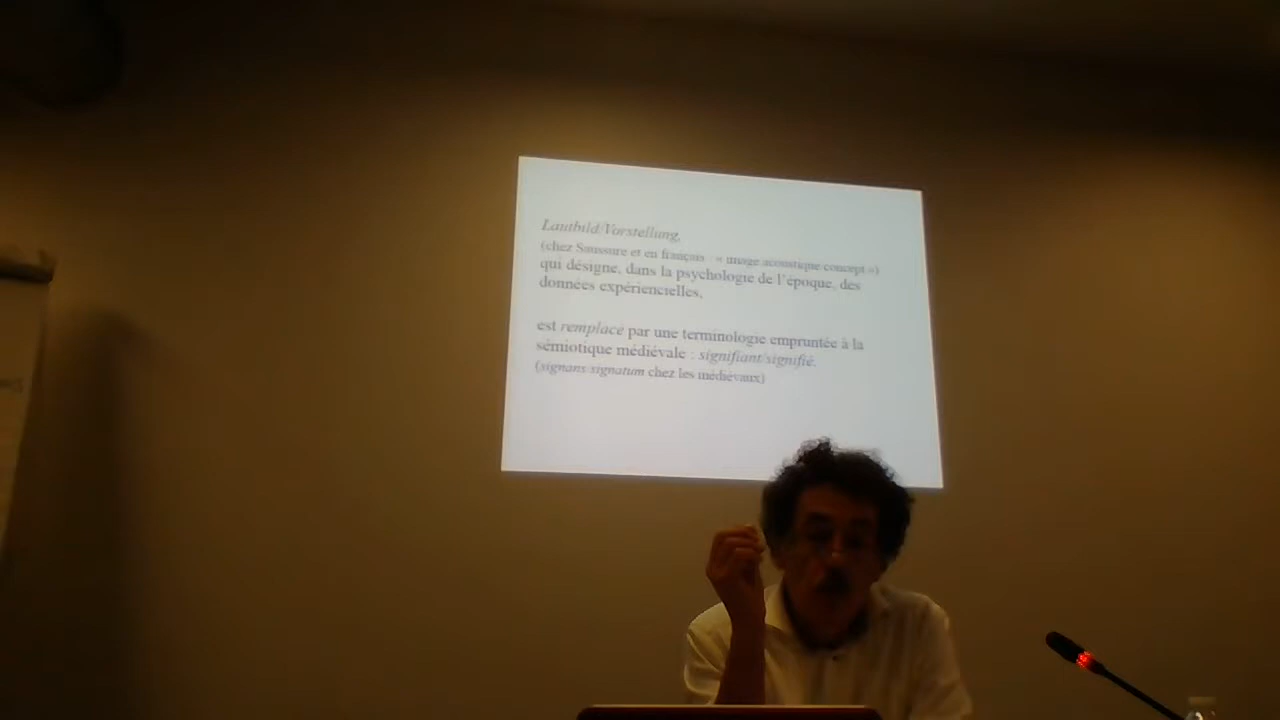 Lautbild/Vorstellung,
(chez Saussure et en français : « image acoustique/concept »)
qui désigne, dans la psychologie de l'époque, des
données expériencielles,
est remplacé par une terminologie empruntée à la
sémiotique médiévale : signifiant/signifié.
(signans/signatum chez les médiévaux)